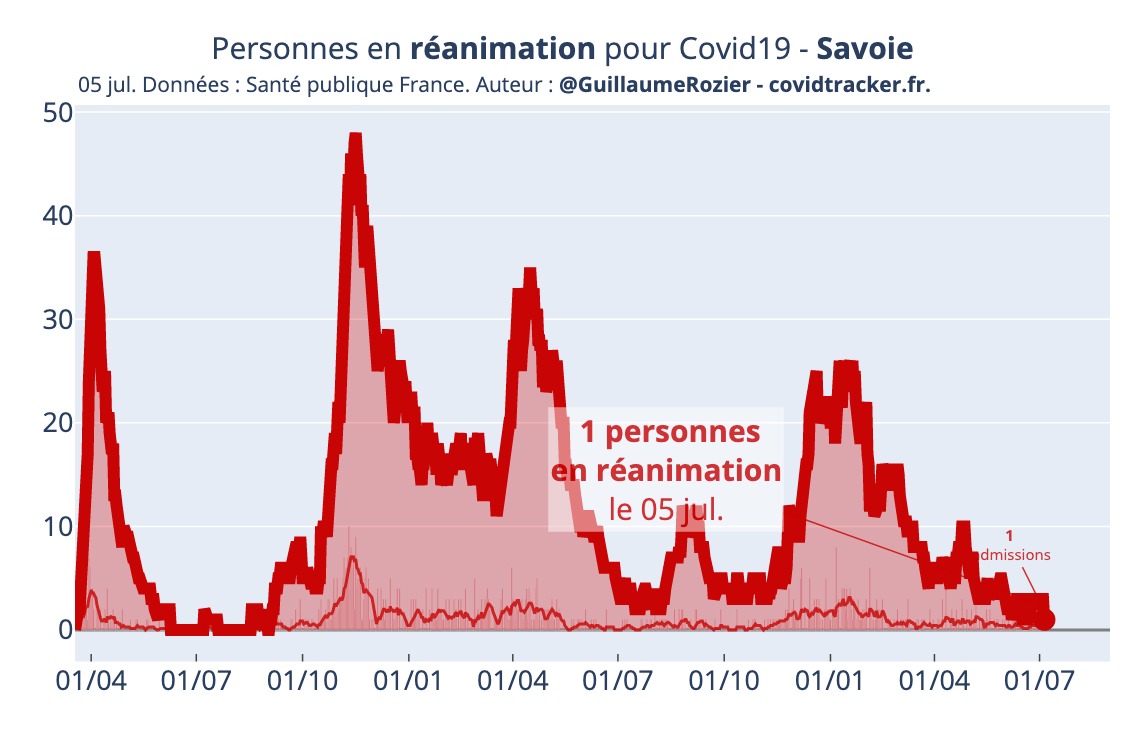 Personnes en réanimation pour Covid19 - Savoie
05 jul. Données : Santé publique France. Auteur : @GuillaumeRozier - covidtracker.fr.
50
40
30
20
10
0
1 personnes
en réanimation
le 05 jul.
1
dmissions
01/04 01/07 01/10 01/01 01/04 01/07 01/10 01/01 01/04 01/07